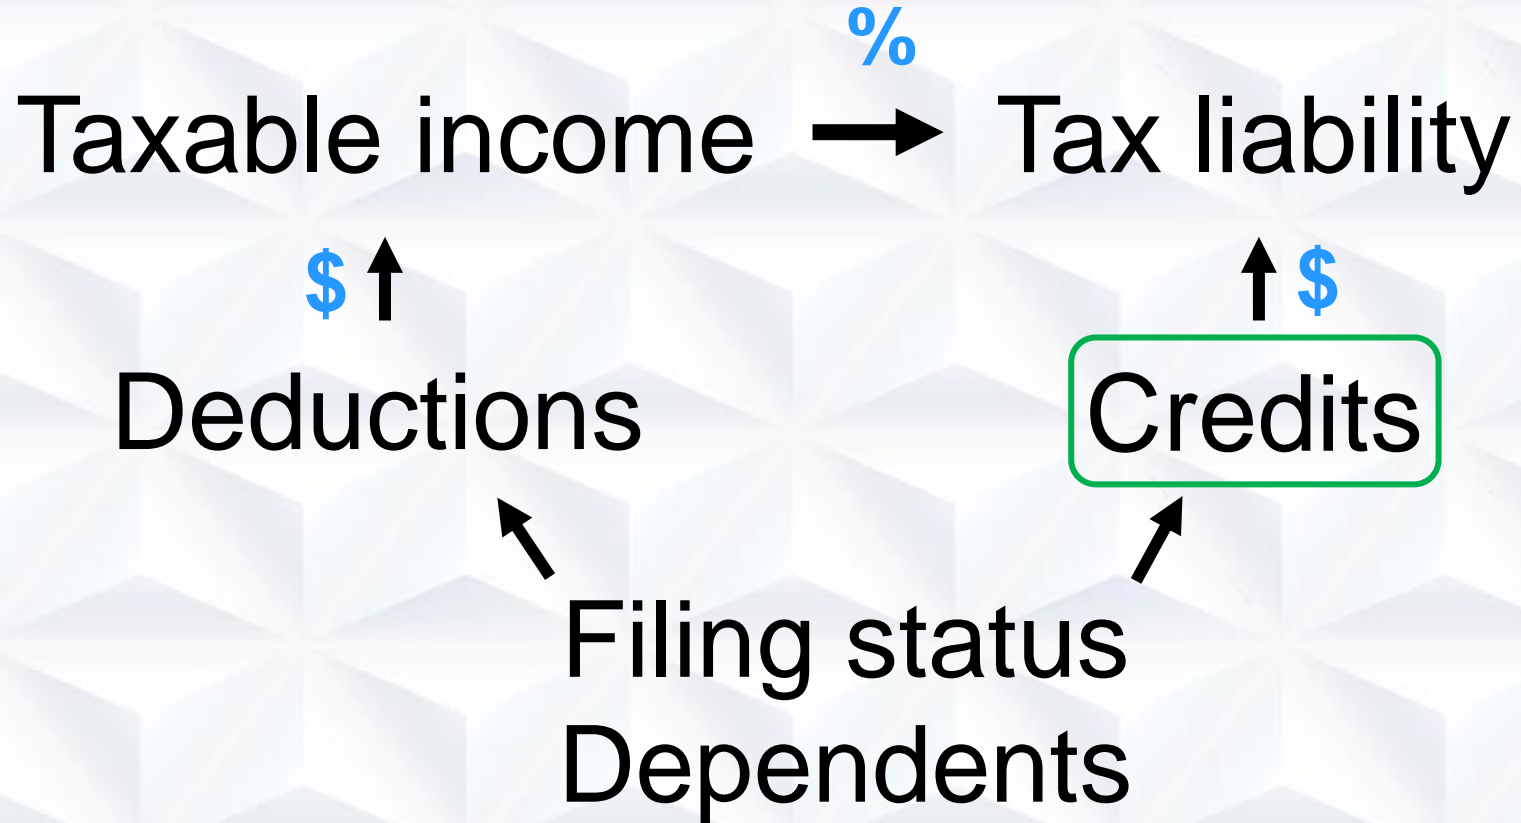 %
Taxable income Tax liability
$ $
Deductions Credits
Filing status
Dependents